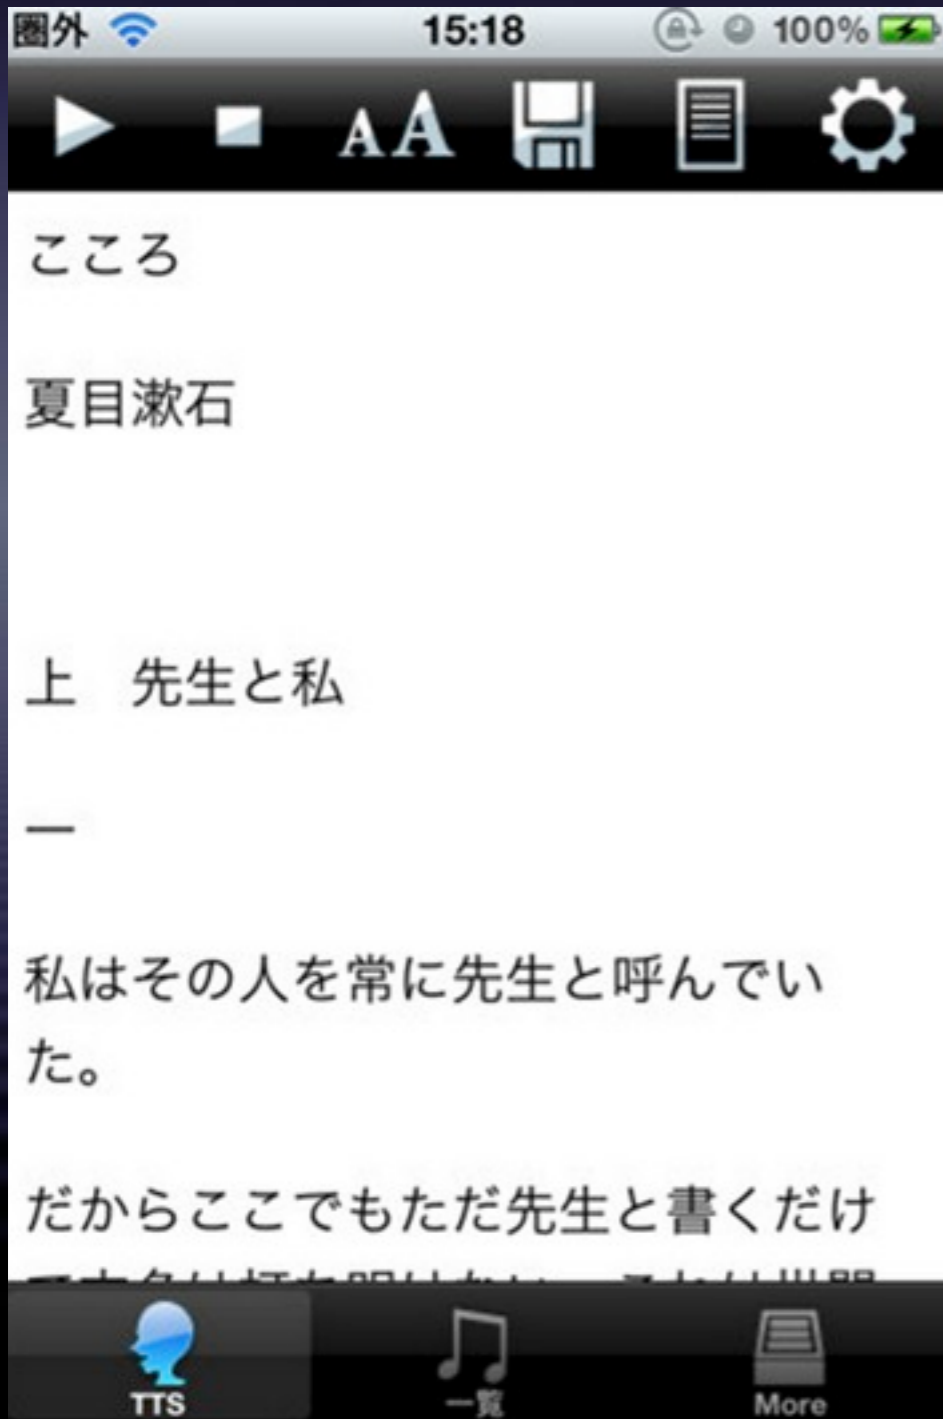 圏外 15:18 100%
AA
こころ
夏目漱石
上　先生と私
一
私はその人を常に先生と呼んでい
た。
だからここでもただ先生と書くだけ
TTS 一覧 More